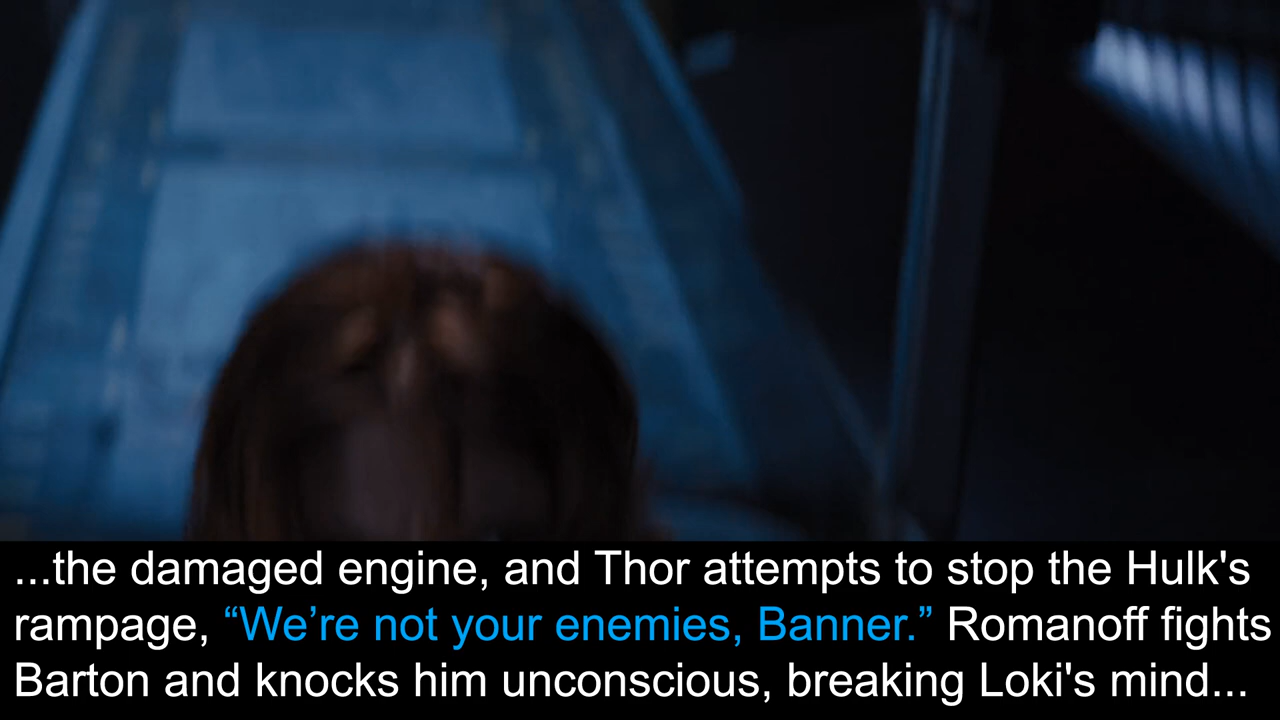 ...the damaged engine, and Thor attempts to stop the Hulk's
rampage, “We’re not your enemies, Banner.” Romanoff fights
Barton and knocks him unconscious, breaking Loki's mind...